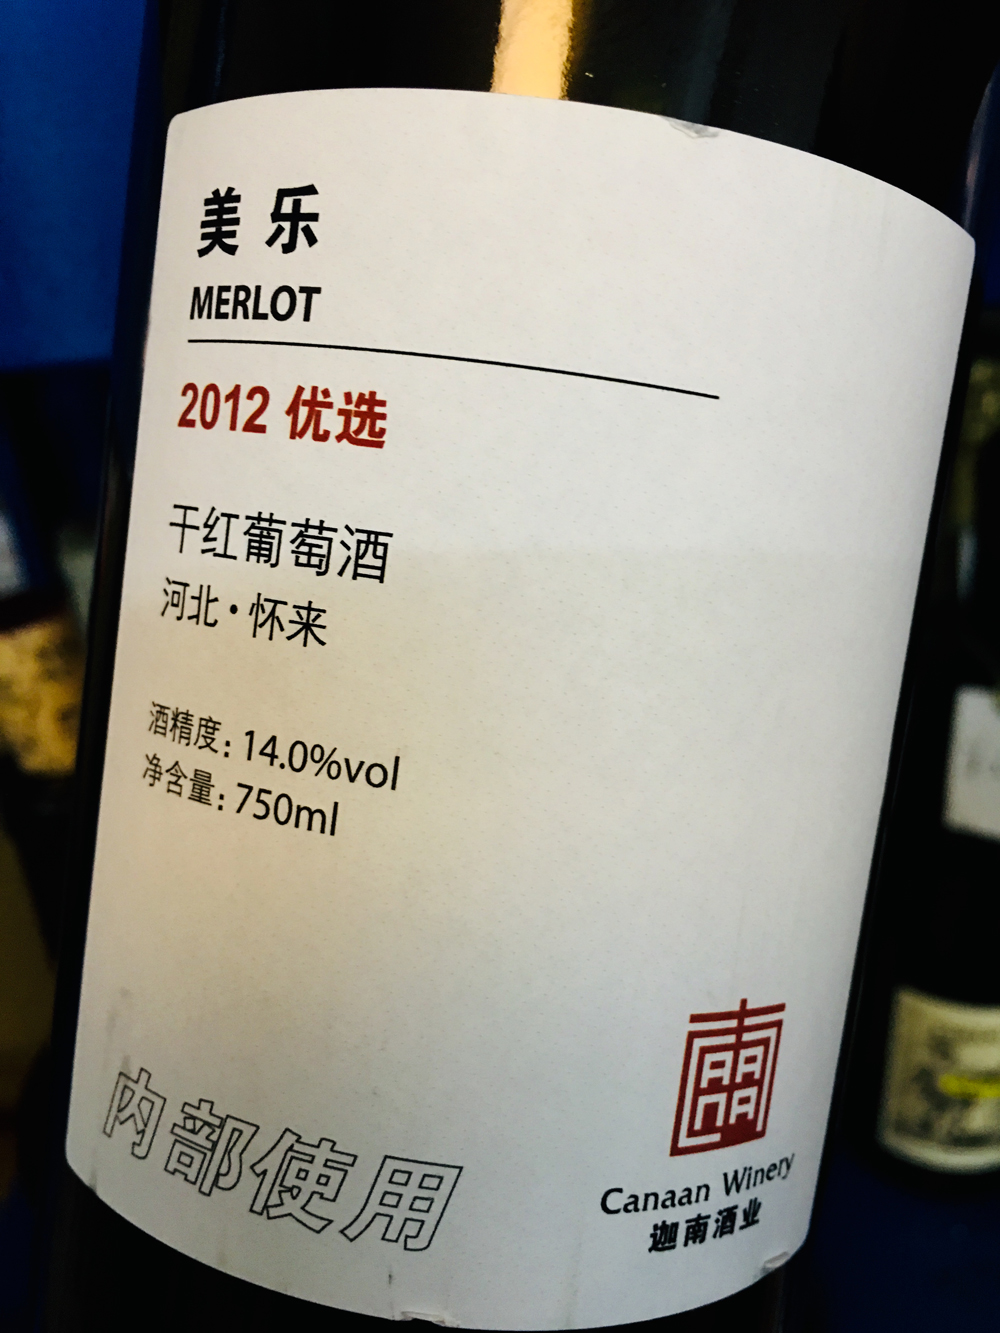 美乐
MERLOT
2012 优选
干红葡萄酒
河北·怀来
酒精度: 14.0%vol
净含量: 750ml
内部使用
Canaan Winery
迦南酒业